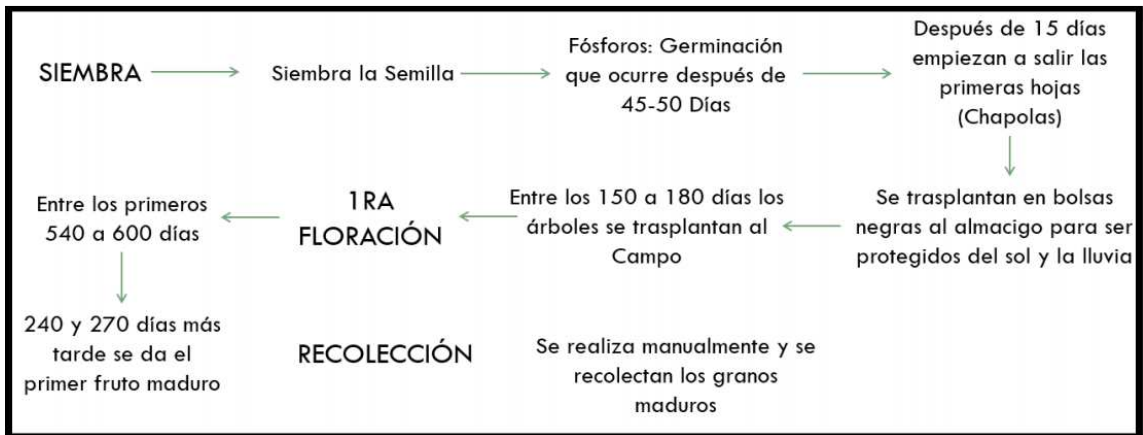 SIEMBRA
Siembra la Semilla
Fósforos: Germinación
que ocurre después de
45-50 Días
Después de 15 días
empiezan a salir las
primeras hojas
(Chapolas)
Se trasplantan en bolsas
negras al almacigo para ser
protegidos del sol y la lluvia
Entre los 150 a 180 días los
árboles se trasplantan al
Campo
1RA
FLORACIÓN
Entre los primeros
540 a 600 días
240 y 270 días más
tarde se da el
primer fruto maduro
RECOLECCIÓN
Se realiza manualmente y se
recolectan los granos
maduros